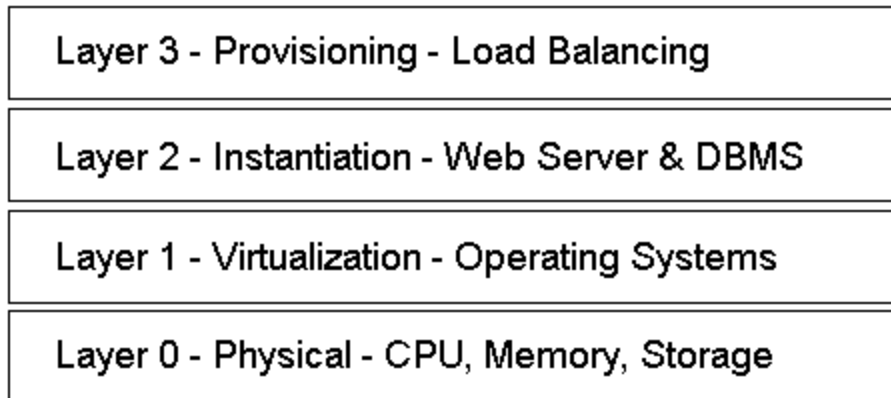 Layer 3 - Provisioning - Load Balancing
Layer 2 - Instantiation - Web Server & DBMS
Layer 1 - Virtualization - Operating Systems
Layer 0 - Physical - CPU, Memory, Storage